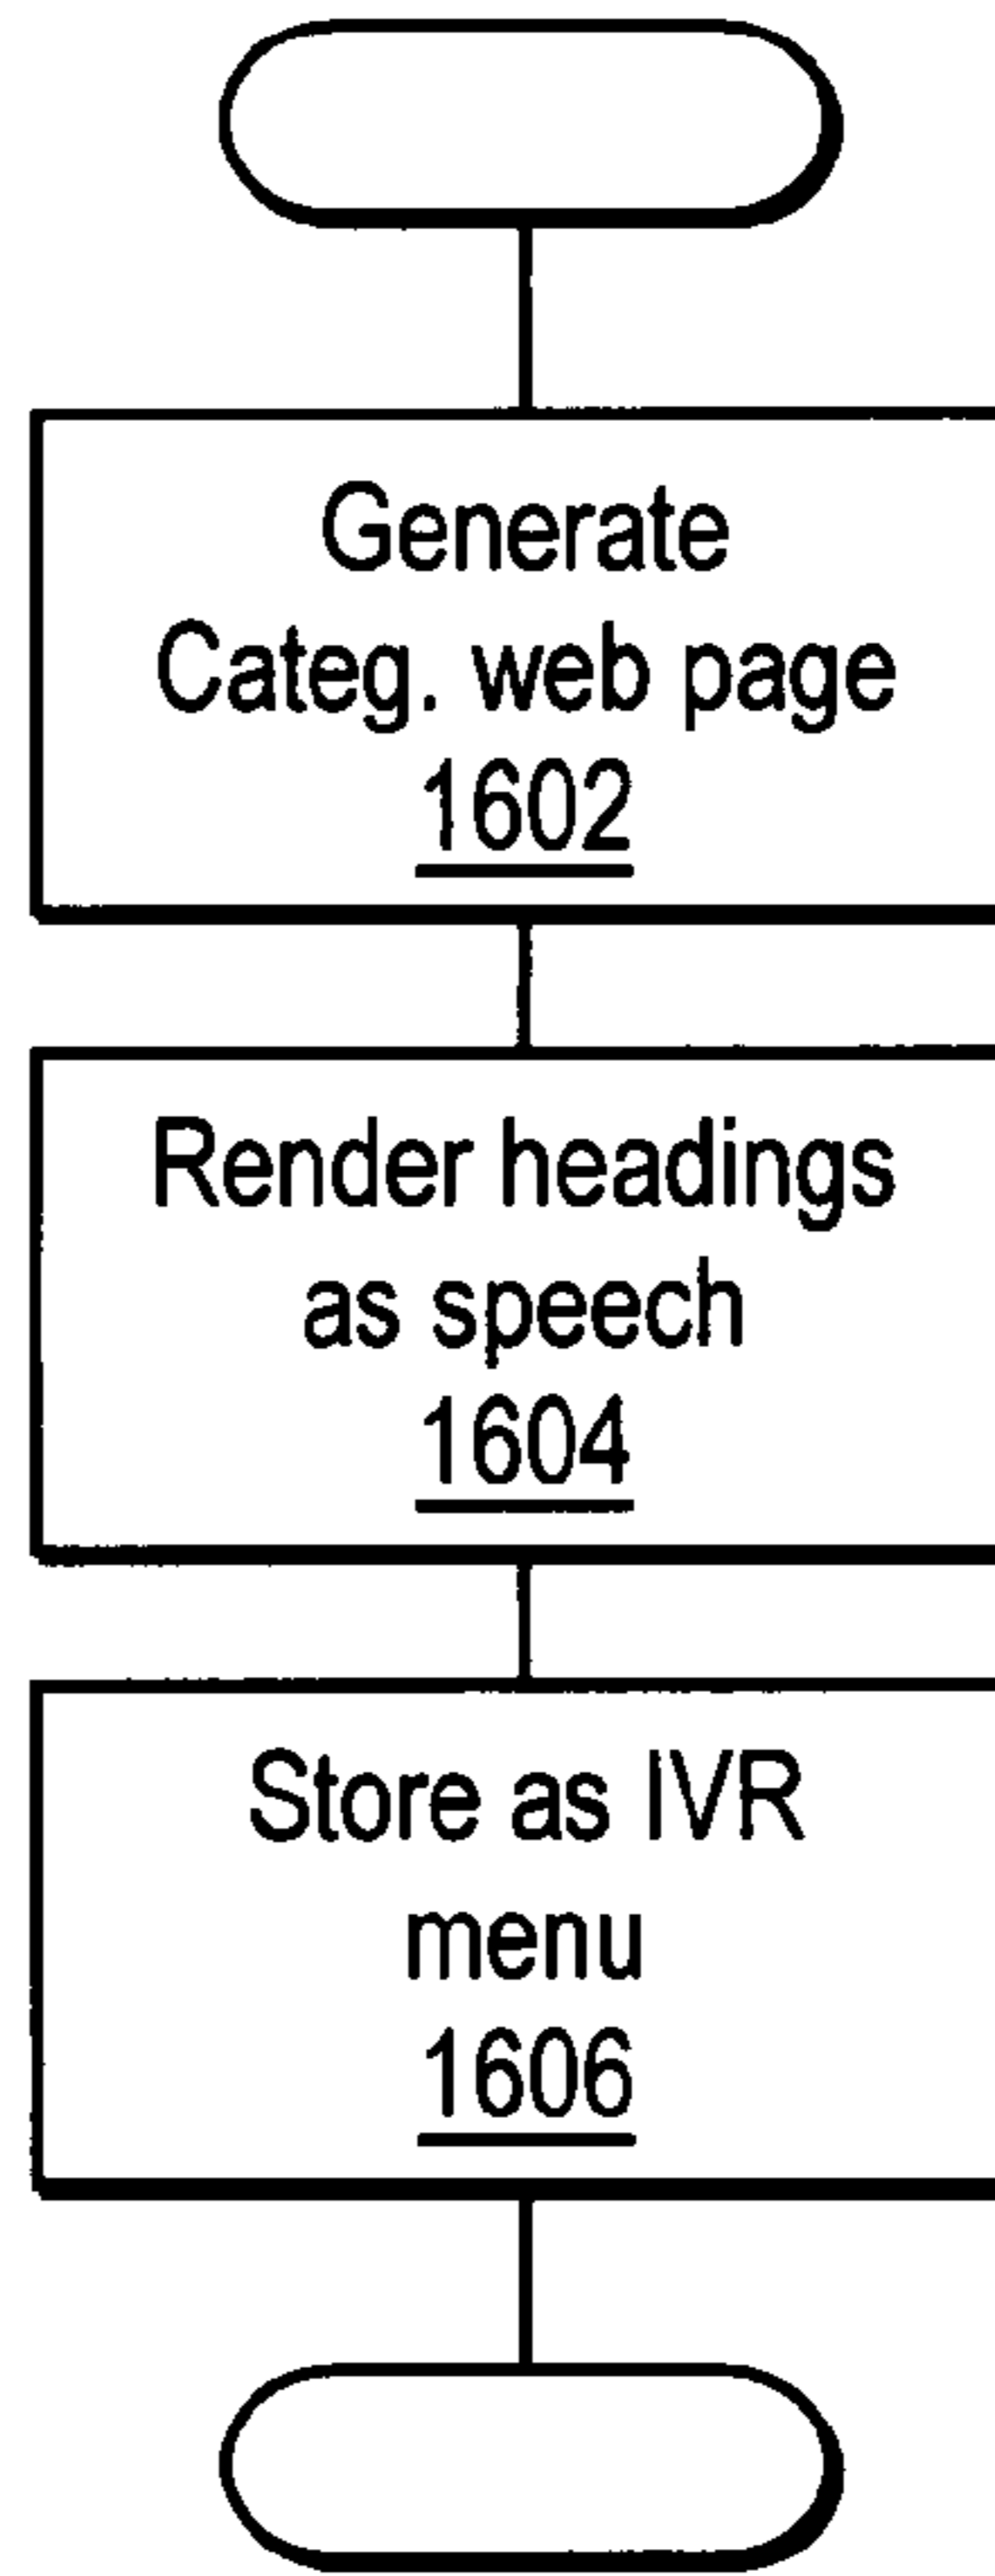 Generate
Categ. web page
1602
Render headings
as speech
1604
Store as IVR
menu
1606